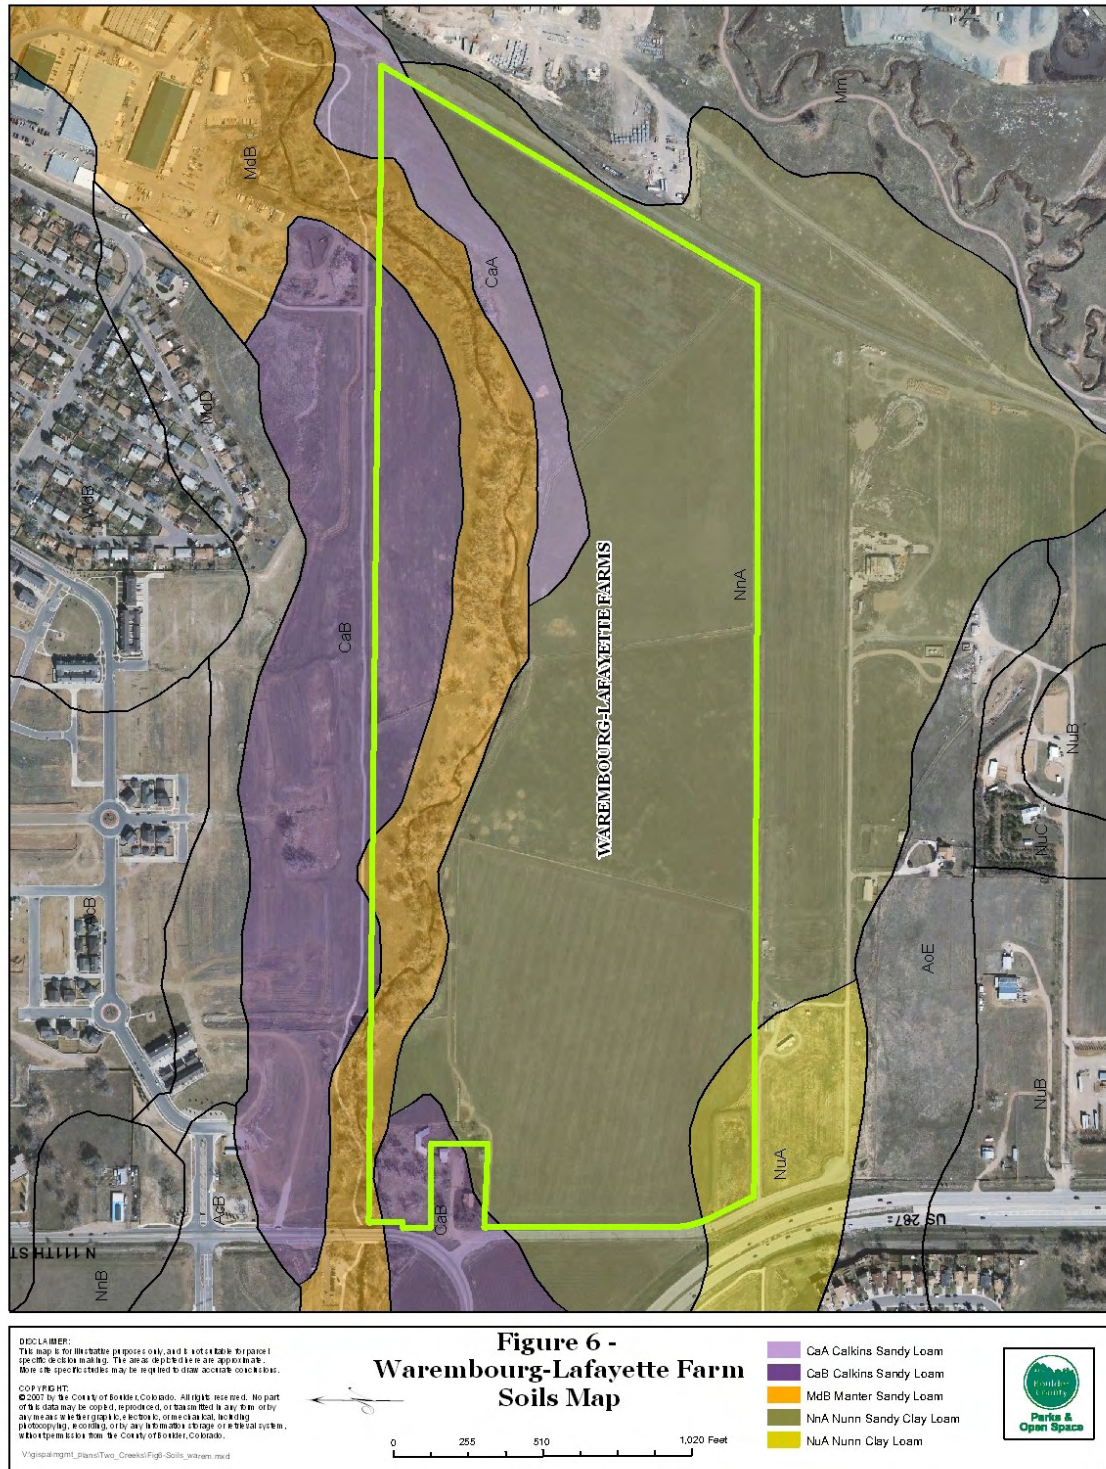 Mm
MdB
CaA
MdD
CaB
WAREMBOURG-LAFAYETTE FARMS
NnA
NuB
NuC
AcB
AoE
NuB
NuA
CaB
AcB
US 287
N 111TH ST
NnB
DISCLAIMER:
This map is for illustrative purposes only, and is not suitable for parcel
specific decision making. The areas depicted here are approximate.
More site specific studies may be required to draw accurate conclusions.
COPYRIGHT:
©2007 by the County of Boulder, Colorado. All rights reserved. No part
of this data may be copied, reproduced, or transmitted in any form or by
any means whether graphic, electronic, or mechanical, including
photocopying, recording, or by any information storage or retrieval system,
without permission from the County of Boulder, Colorado.
Figure 6 -
Warembourg-Lafayette Farm
Soils Map
0 255 510 1,020 Feet
CaA Calkins Sandy Loam
CaB Calkins Sandy Loam
MdB Manter Sandy Loam
NnA Nunn Sandy Clay Loam
NuA Nunn Clay Loam
Boulder
County
Parks &
Open Space